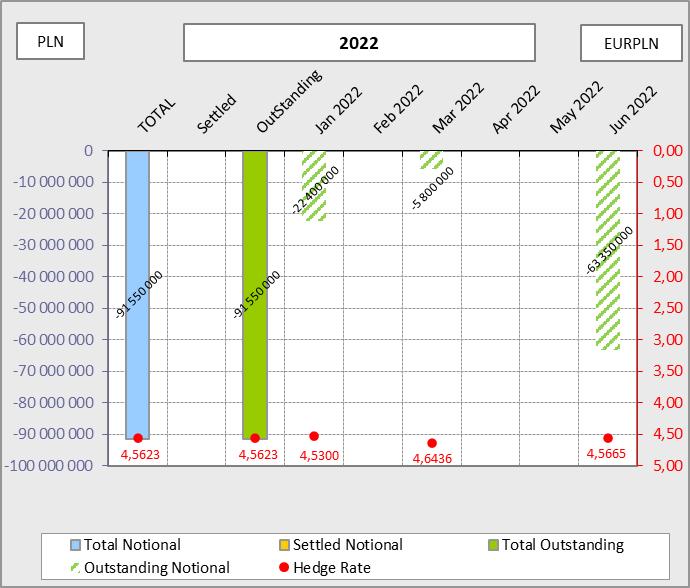 PLN
2022
EURPLN
TOTAL
Settled
OutStanding
Jan 2022
Feb 2022
Mar 2022
Apr 2022
May 2022
Jun 2022
0
-10 000 000
-20 000 000
-30 000 000
-40 000 000
-50 000 000
-60 000 000
-70 000 000
-80 000 000
-90 000 000
-100 000 000
-91 550 000
-91 550 000
-22 400 000
-5 800 000
-63 350 000
4,5623
4,5623
4,5300
4,6436
4,5665
0,00
0,50
1,00
1,50
2,00
2,50
3,00
3,50
4,00
4,50
5,00
Total Notional
Settled Notional
Total Outstanding
Outstanding Notional
Hedge Rate